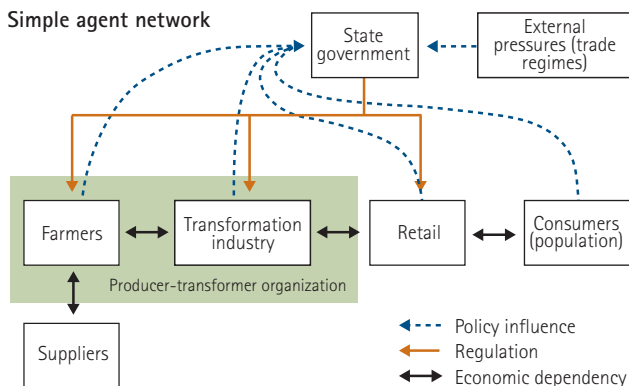 Simple agent network
State
government
External
pressures (trade
regimes)
Farmers
Transformation
industry
Retail
Consumers
(population)
Producer-transformer organization
Suppliers
Policy influence
Regulation
Economic dependency